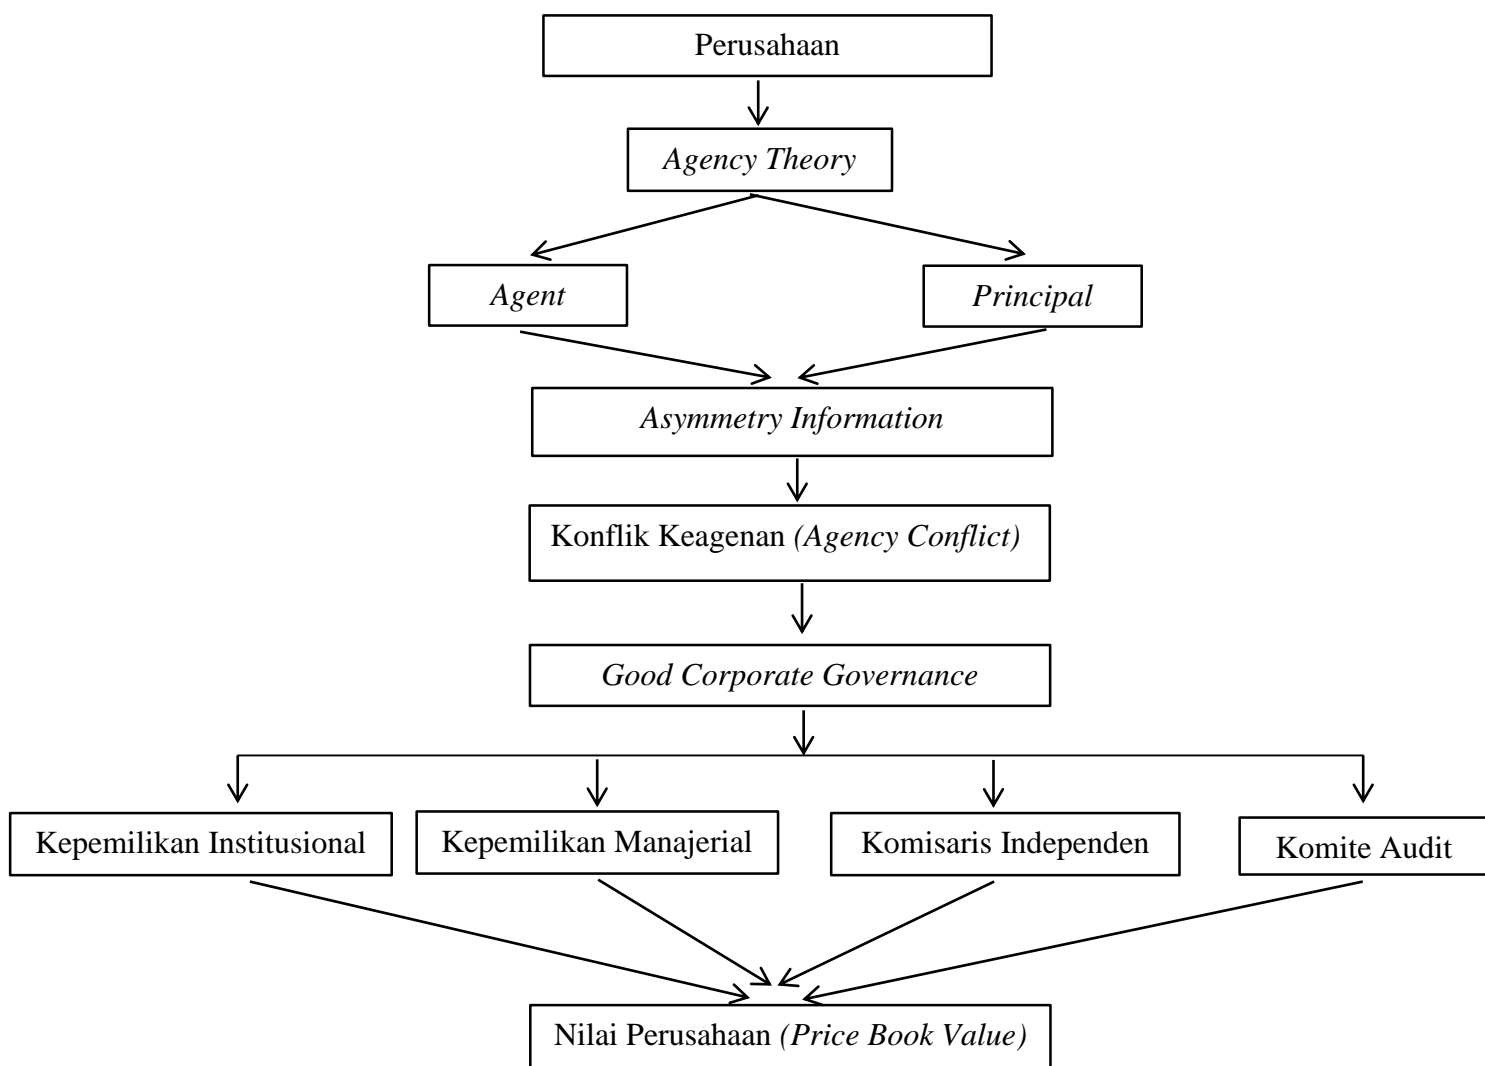 Perusahaan
Agency Theory
Agent
Principal
Asymmetry Information
Konflik Keagenan (Agency Conflict)
Good Corporate Governance
Kepemilikan Institusional
Kepemilikan Manajerial
Komisaris Independen
Komite Audit
Nilai Perusahaan (Price Book Value)